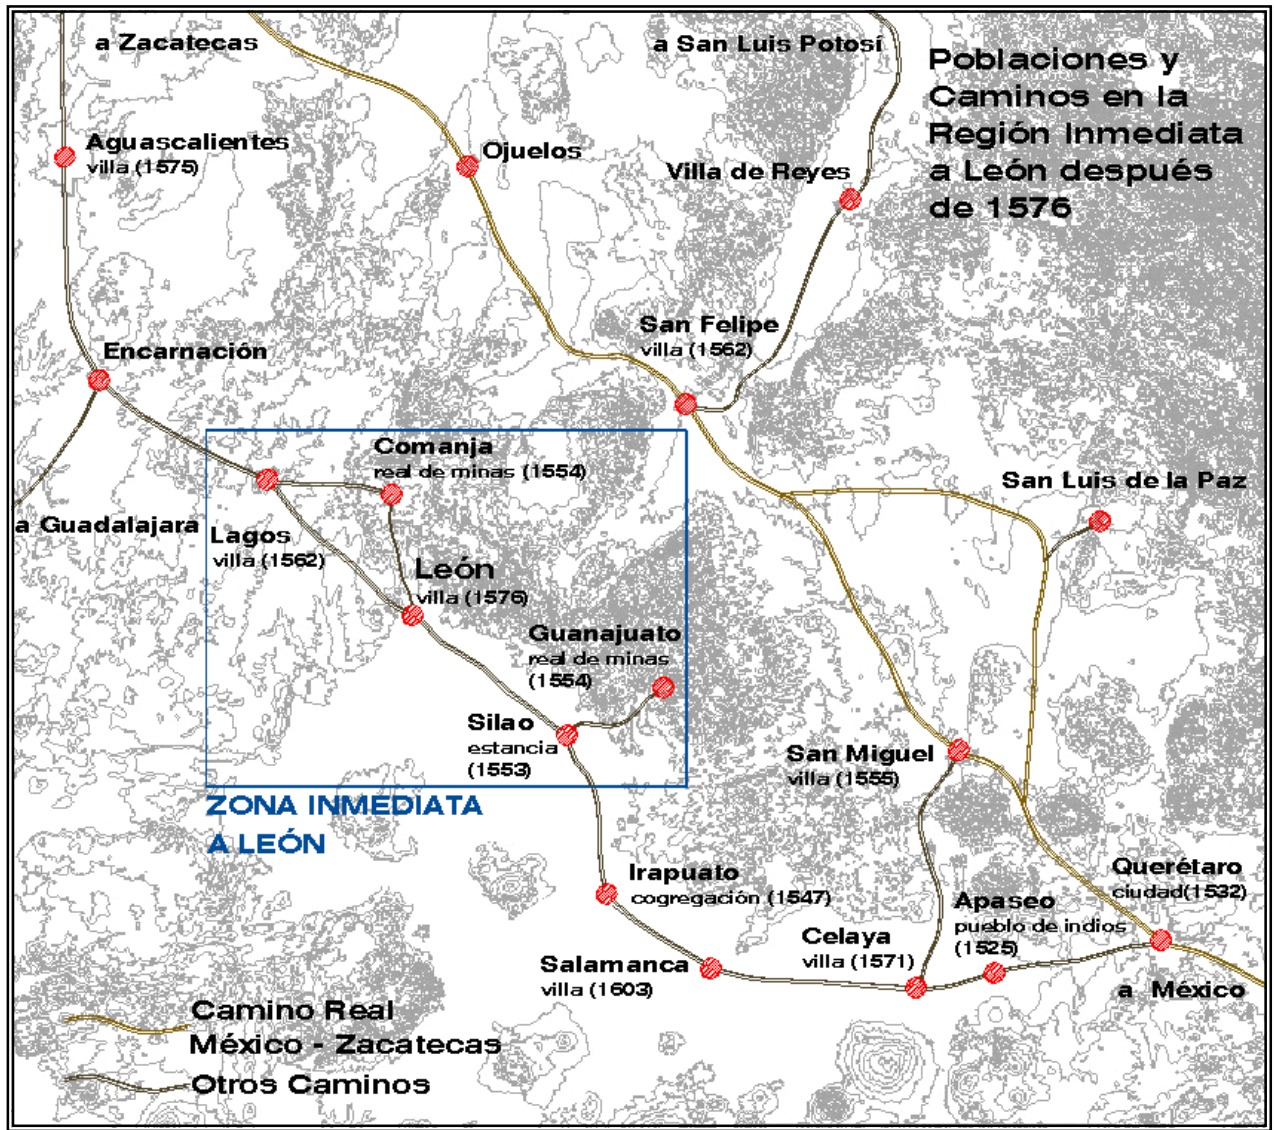 a Zacatecas
a San Luis Potosí
Poblaciones y
Caminos en la
Región Inmediata
a León después
de 1576
Aguascalientes
villa (1575)
Ojuelos
Villa de Reyes
San Felipe
villa (1562)
Encarnación
Comanja
real de minas (1554)
San Luis de la Paz
a Guadalajara
Lagos
villa (1562)
León
villa (1576)
Guanajuato
real de minas
(1554)
Silao
estancia
(1553)
San Miguel
villa (1555)
ZONA INMEDIATA
A LEÓN
Irapuato
cogregación (1547)
Querétaro
ciudad(1532)
Apaseo
pueblo de indios
(1525)
Celaya
villa (1571)
Salamanca
villa (1603)
a México
Camino Real
México - Zacatecas
Otros Caminos